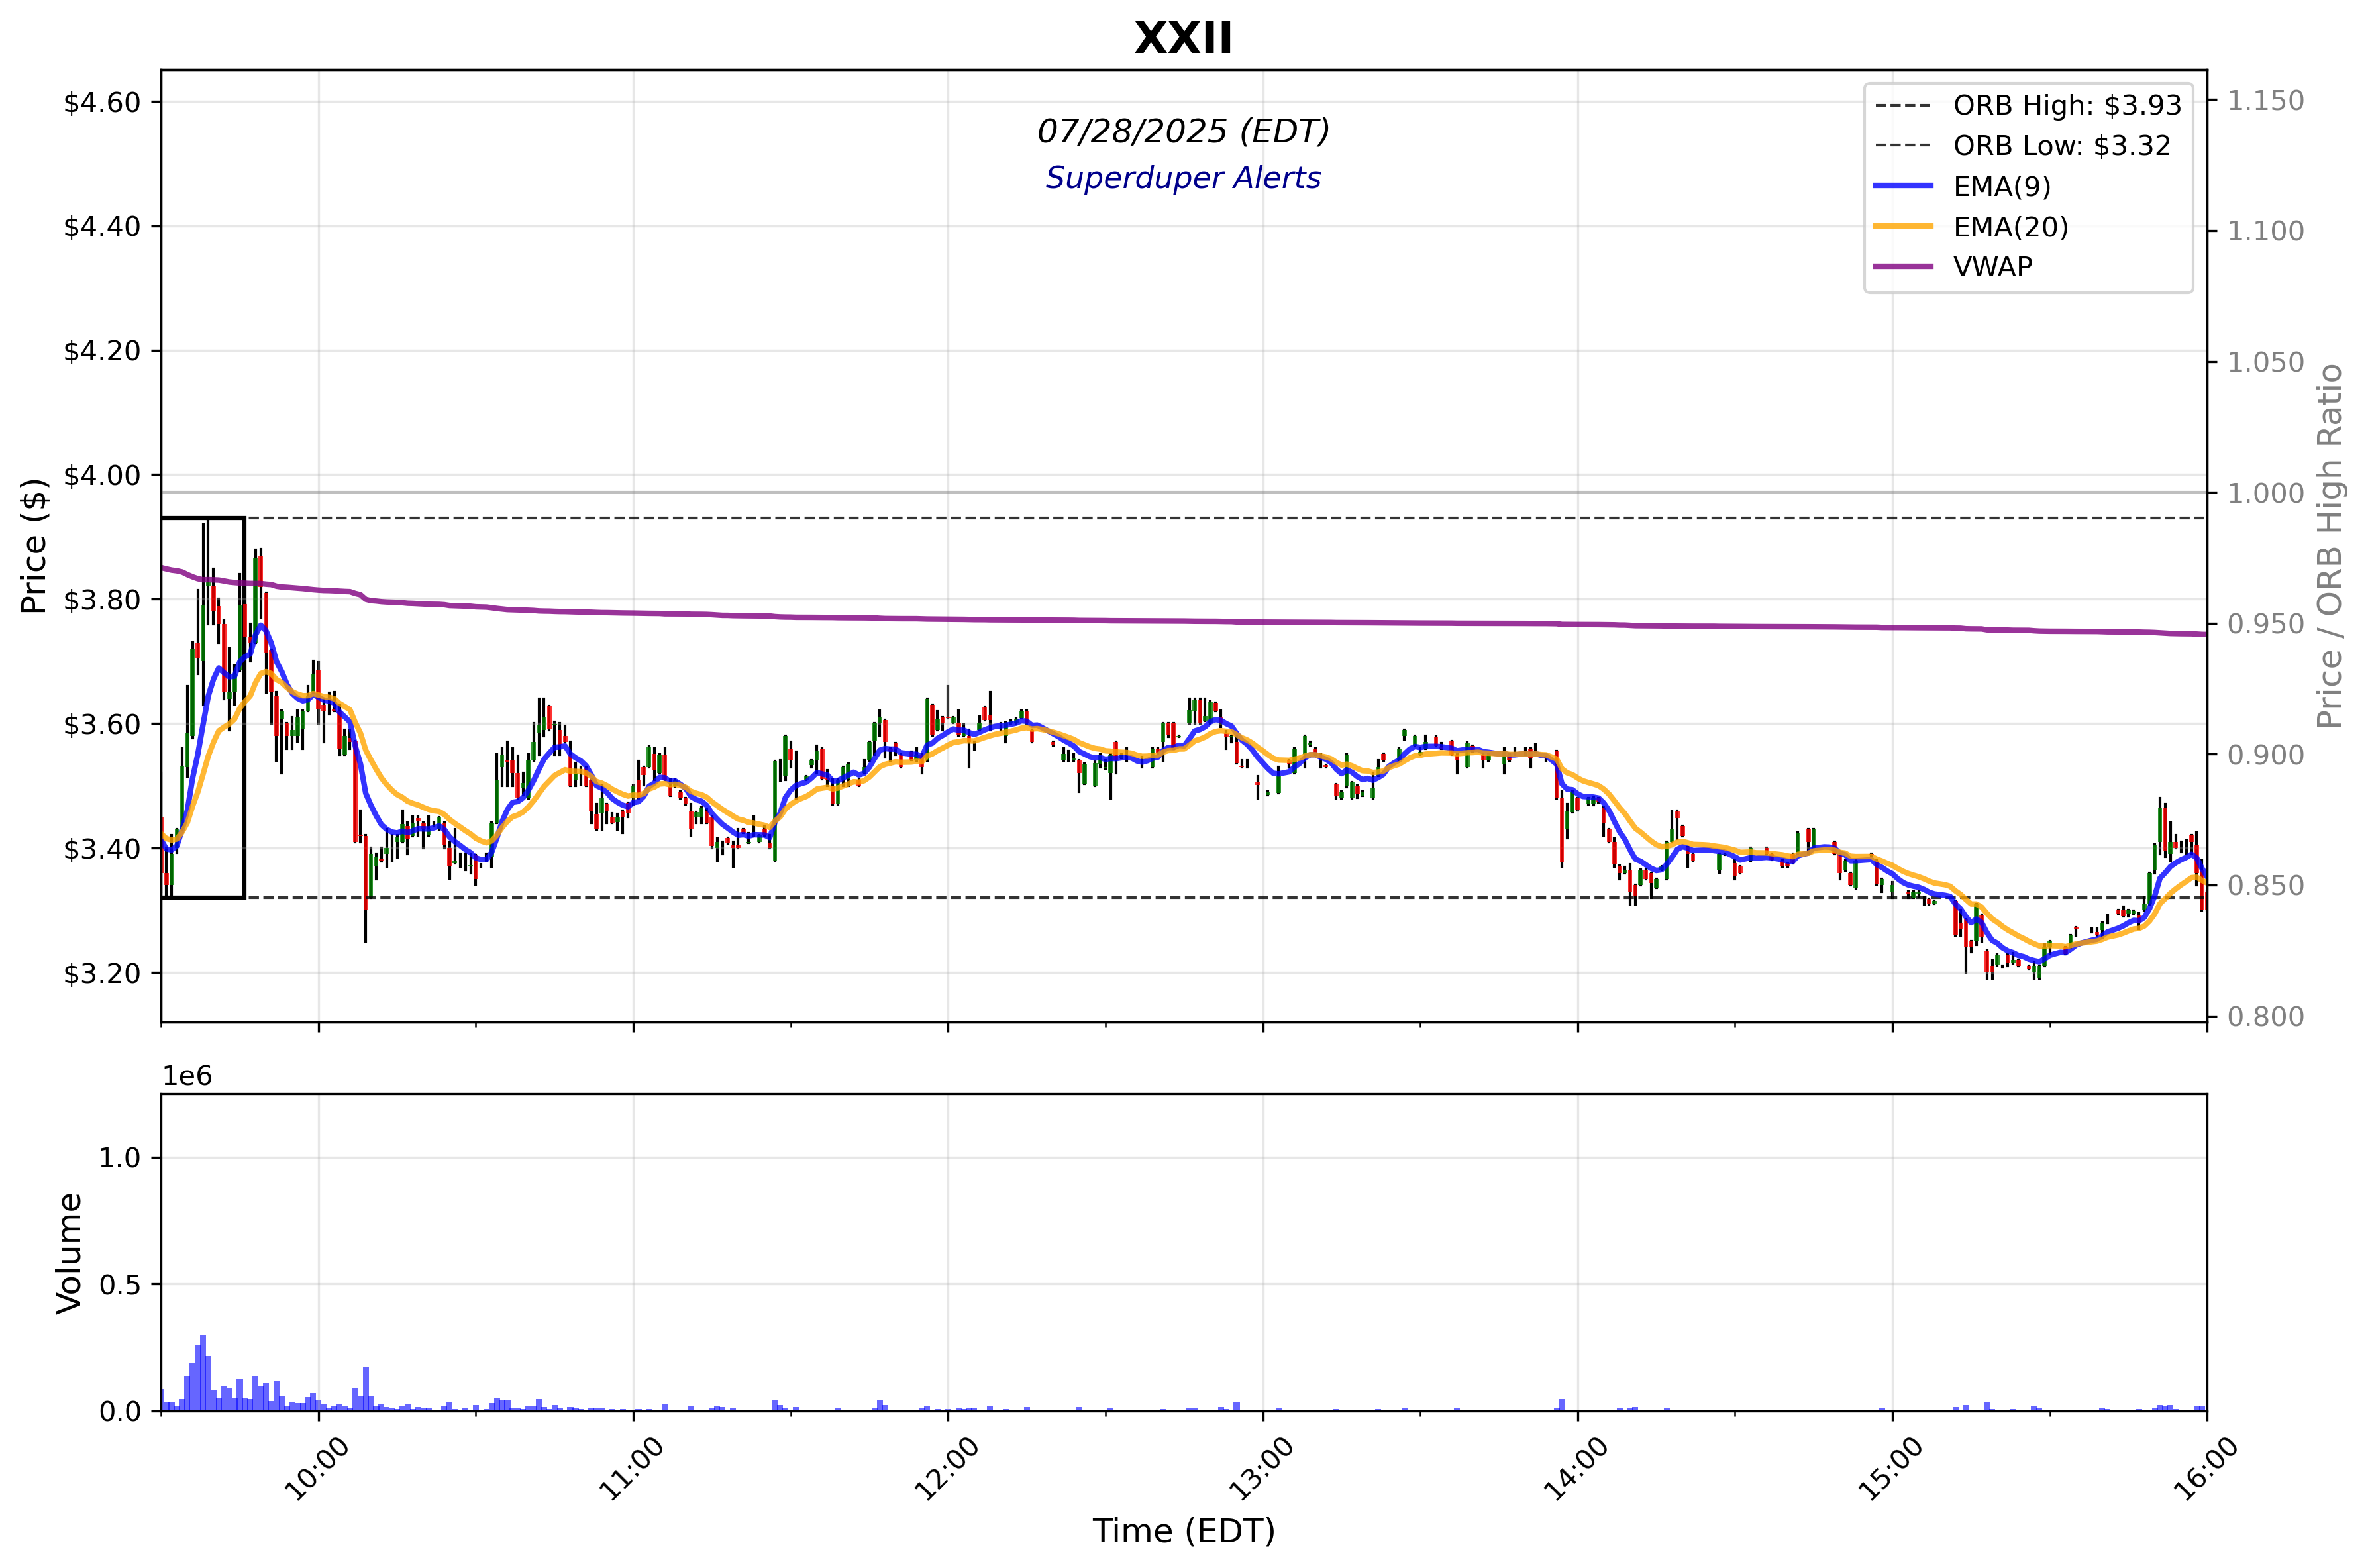 XXII
07/28/2025 (EDT)
Superduper Alerts
ORB High: $3.93
ORB Low: $3.32
EMA(9)
EMA(20)
VWAP
Price ($)
$4.60
$4.40
$4.20
$4.00
$3.80
$3.60
$3.40
$3.20
Price / ORB High Ratio
1.150
1.100
1.050
1.000
0.950
0.900
0.850
0.800
1e6
Volume
1.0
0.5
0.0
10:00
11:00
12:00
13:00
14:00
15:00
16:00
Time (EDT)